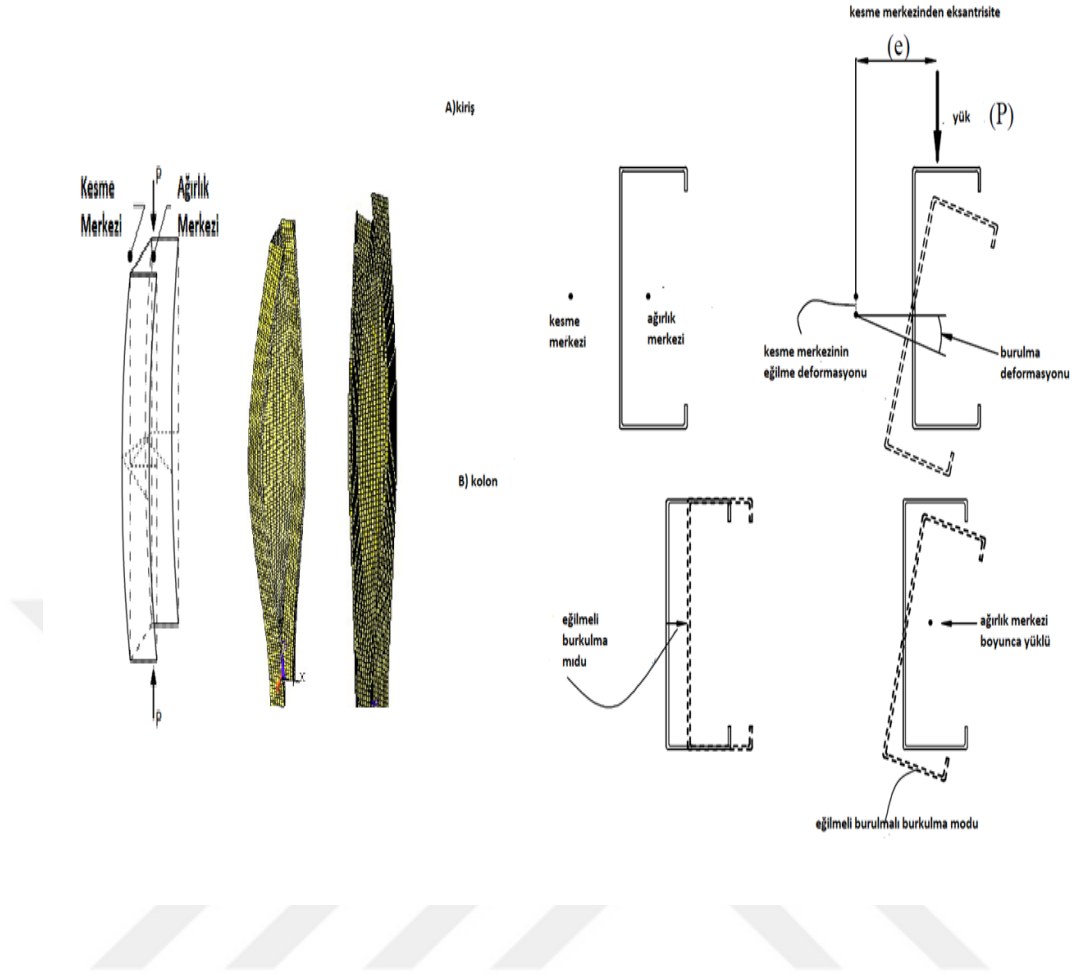 kesme merkezinden eksantrisite
(e)
A)kiriş
yük (P)
p
Kesme
Merkezi
Ağırlık
Merkezi
kesme
merkezi
ağırlık
merkezi
kesme merkezinin
eğilme deformasyonu
burulma
deformasyonu
B) kolon
eğilmeli
burkulma
mıdu
ağırlık merkezi
boyunca yüklü
p
eğilmeli burulmalı burkulma modu